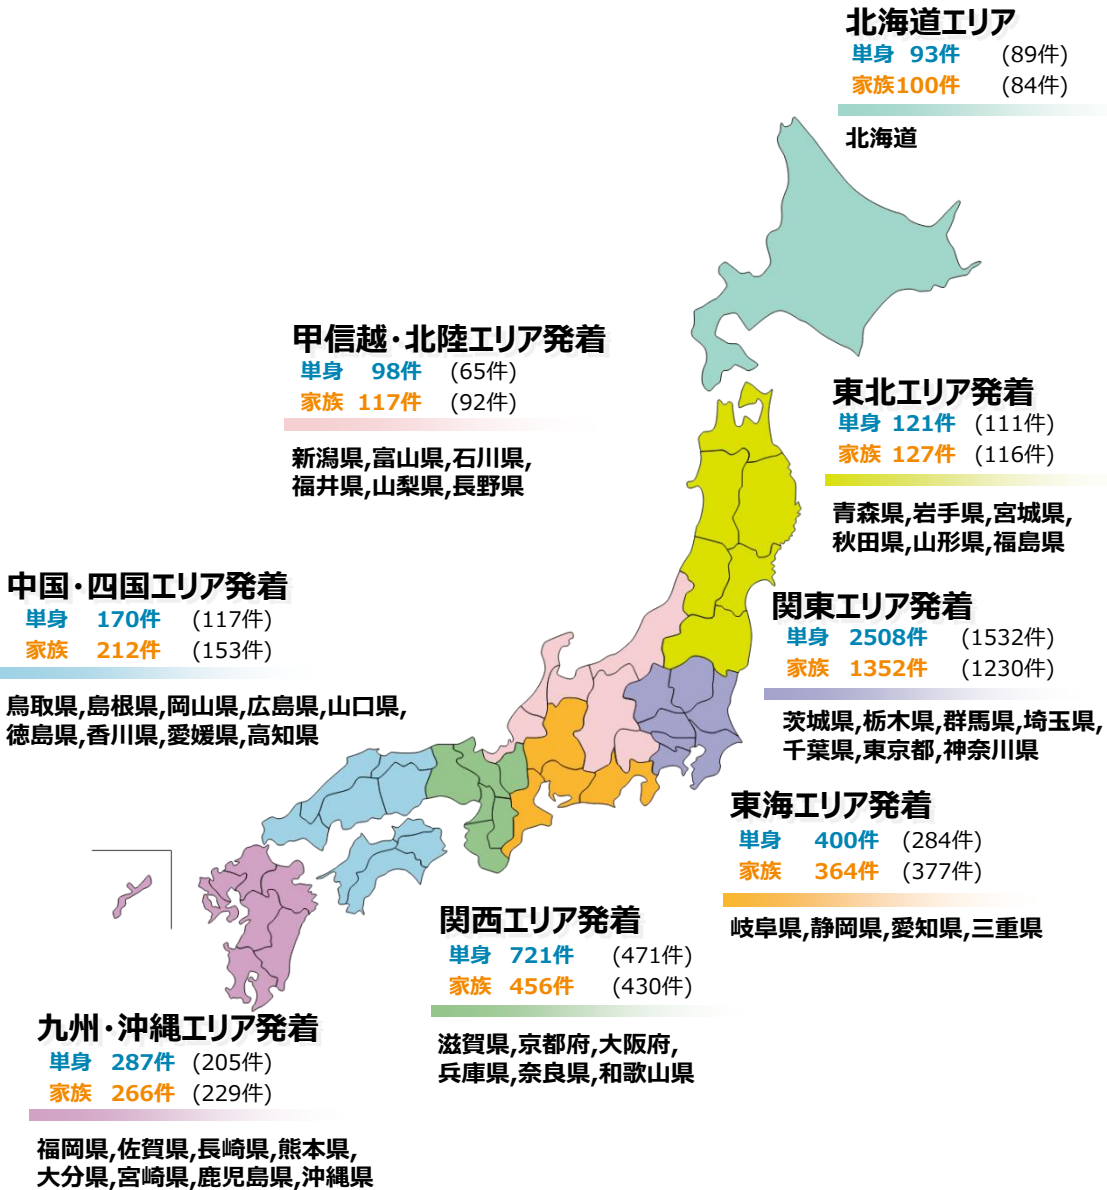 北海道エリア
単身 93件 (89件)
家族100件 (84件)
北海道
甲信越・北陸エリア発着
単身 98件 (65件)
家族 117件 (92件)
新潟県,富山県,石川県,
福井県,山梨県,長野県
東北エリア発着
単身 121件 (111件)
家族 127件 (116件)
青森県,岩手県,宮城県,
秋田県,山形県,福島県
中国・四国エリア発着
単身 170件 (117件)
家族 212件 (153件)
鳥取県,島根県,岡山県,広島県,山口県,
徳島県,香川県,愛媛県,高知県
関東エリア発着
単身 2508件 (1532件)
家族 1352件 (1230件)
茨城県,栃木県,群馬県,埼玉県,
千葉県,東京都,神奈川県
東海エリア発着
単身 400件 (284件)
家族 364件 (377件)
岐阜県,静岡県,愛知県,三重県
関西エリア発着
単身 721件 (471件)
家族 456件 (430件)
滋賀県,京都府,大阪府,
兵庫県,奈良県,和歌山県
九州・沖縄エリア発着
単身 287件 (205件)
家族 266件 (229件)
福岡県,佐賀県,長崎県,熊本県,
大分県,宮崎県,鹿児島県,沖縄県